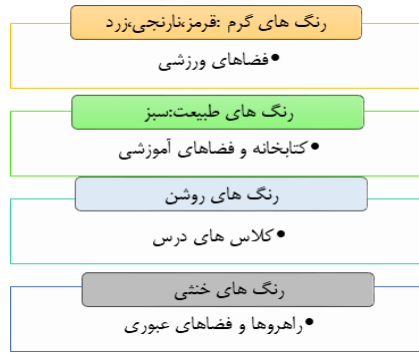 رنگ های گرم :قرمز،نارنجی،زرد
•فضاهای ورزشی
رنگ های طبیعت:سبز
•کتابخانه و فضاهای آموزشی
رنگ های روشن
•کلاس های درس
رنگ های خنثی
•راهروها و فضاهای عبوری